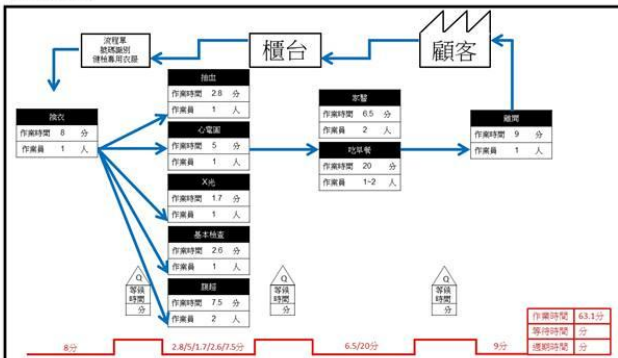 流程單
號碼識別
健檢專用衣服
櫃台
顧客
換衣
作業時間 8 分
作業員 1 人
抽血
作業時間 2.8 分
作業員 1 人
心電圖
作業時間 5 分
作業員 1 人
X光
作業時間 1.7 分
作業員 1 人
基本檢查
作業時間 2.6 分
作業員 1 人
腹超
作業時間 7.5 分
作業員 2 人
家醫
作業時間 6.5 分
作業員 2 人
吃早餐
作業時間 20 分
作業員 1~2 人
離開
作業時間 9 分
作業員 1 人
Q
等候
時間
分
Q
等候
時間
分
Q
等候
時間
分
8分
2.8/5/1.7/2.6/7.5分
6.5/20分
9分
作業時間 63.1分
等待時間 分
週期時間 分